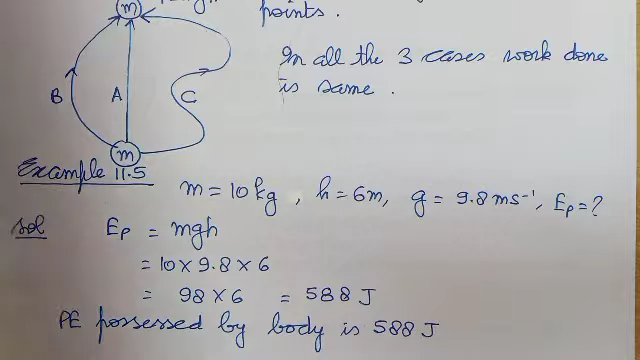 m
points.
In all the 3 cases work done
is same.
B A C
m
Example 11.5
m = 10 kg, h = 6m, g = 9.8 ms⁻¹, Ep = ?
sol Ep = mgh
= 10 × 9.8 × 6
= 98 × 6 = 588 J
PE possessed by body is 588 J